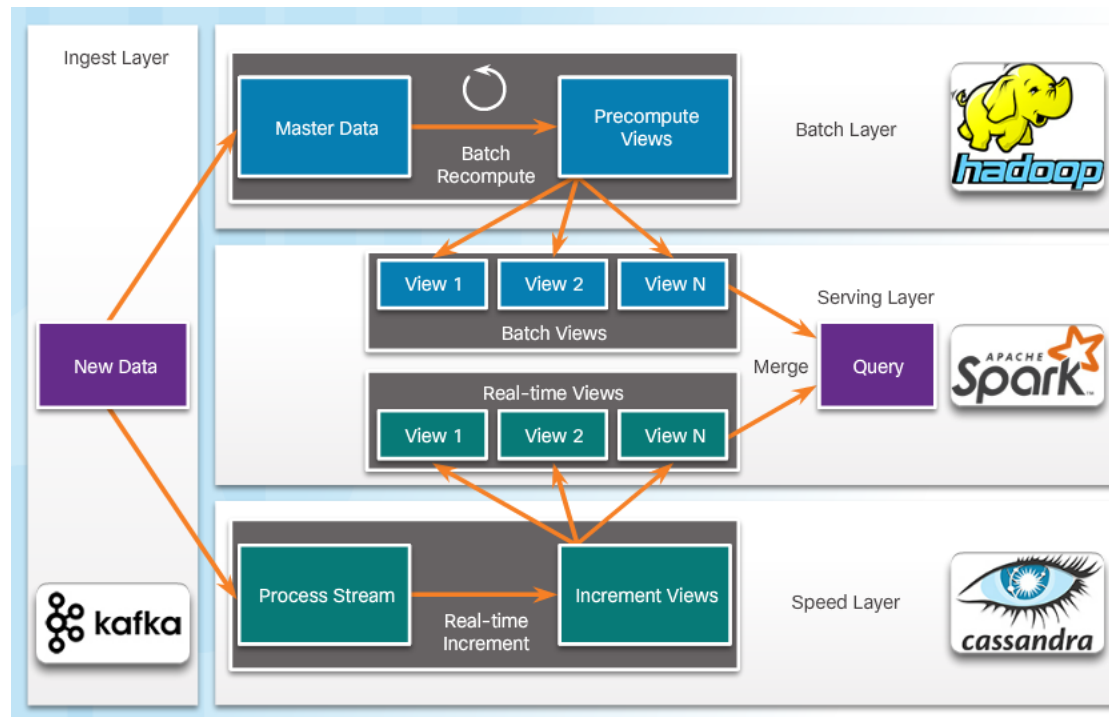 Ingest Layer
New Data
kafka
Master Data
Batch
Recompute
Precompute
Views
Batch Layer
hadoop
View 1
View 2
View N
Batch Views
Serving Layer
Merge
Query
APACHE
Spark
TM
Real-time Views
View 1
View 2
View N
Process Stream
Real-time
Increment
Increment Views
Speed Layer
cassandra